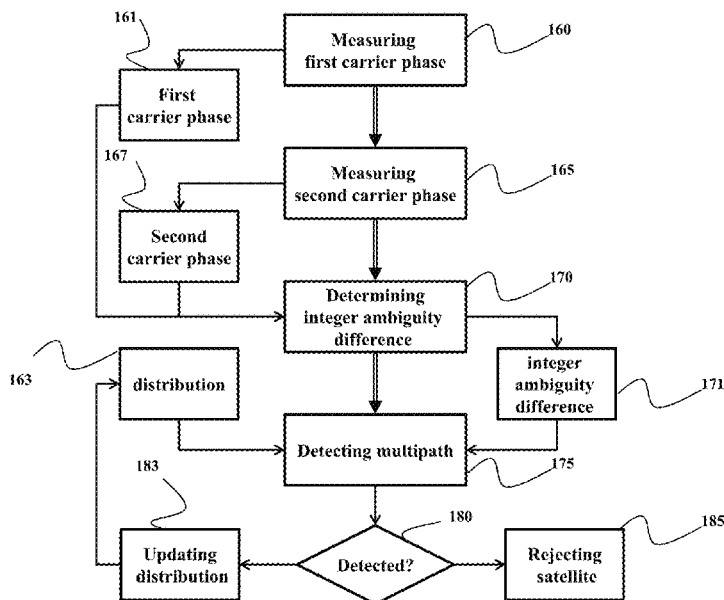 161
Measuring
first carrier phase
160
First
carrier phase
167
Measuring
second carrier phase
165
Second
carrier phase
170
Determining
integer ambiguity
difference
163
distribution
integer
ambiguity
difference
171
Detecting multipath
175
183
180
185
Updating
distribution
Detected?
Rejecting
satellite